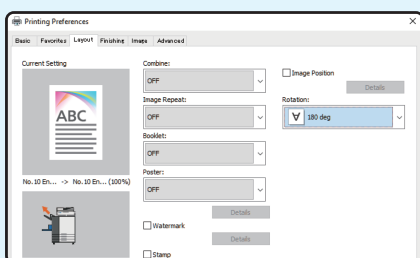 Printing Preferences
Basic Favorites Layout Finishing Image Advanced
Current Setting
ABC
No. 10 En... -> No. 10 En... (100%)
Combine:
OFF
Image Repeat:
OFF
Booklet:
OFF
Poster:
OFF
Details
Watermark
Details
Stamp
Image Position
Details
Rotation:
A 180 deg